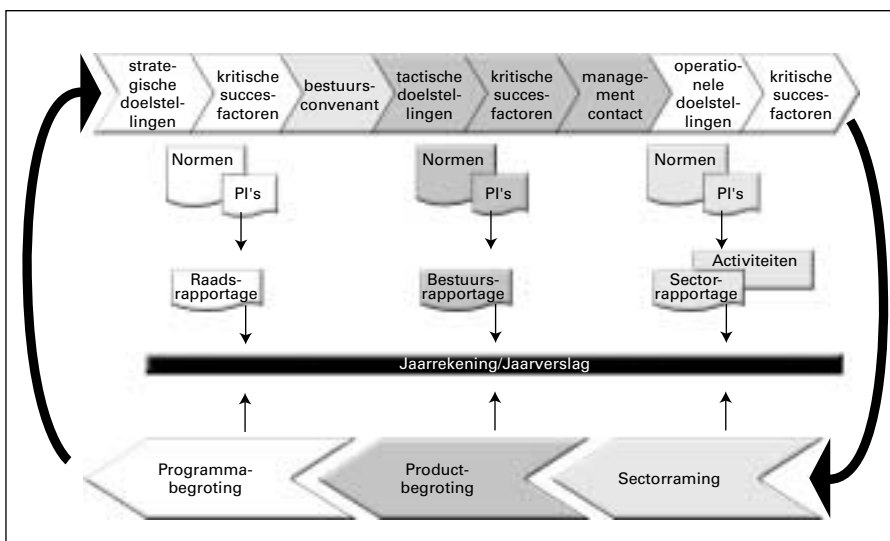 strate-
gische
doelstel-
lingen
kritische
succes-
factoren
bestuurs-
convenant
tactische
doelstel-
lingen
kritische
succes-
factoren
manage-
ment
contact
operatio-
nele
doelstel-
lingen
kritische
succes-
factoren
Normen
PI's
Normen
PI's
Normen
PI's
Raads-
rapportage
Bestuurs-
rapportage
Activiteiten
Sector-
rapportage
Jaarrekening/Jaarverslag
Programma-
begroting
Product-
begroting
Sectorraming